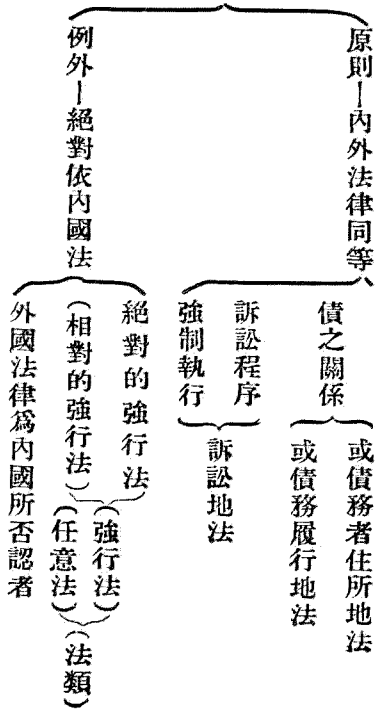 原則—內外法律同等、
債之關係
或債務者住所地法
或債務履行地法
訴訟程序
強制執行
訴訟地法
例外—絕對依內國法
絕對的強行法
(相對的強行法)
(強行法)
(任意法)
(法類)
外國法律爲內國所否認者